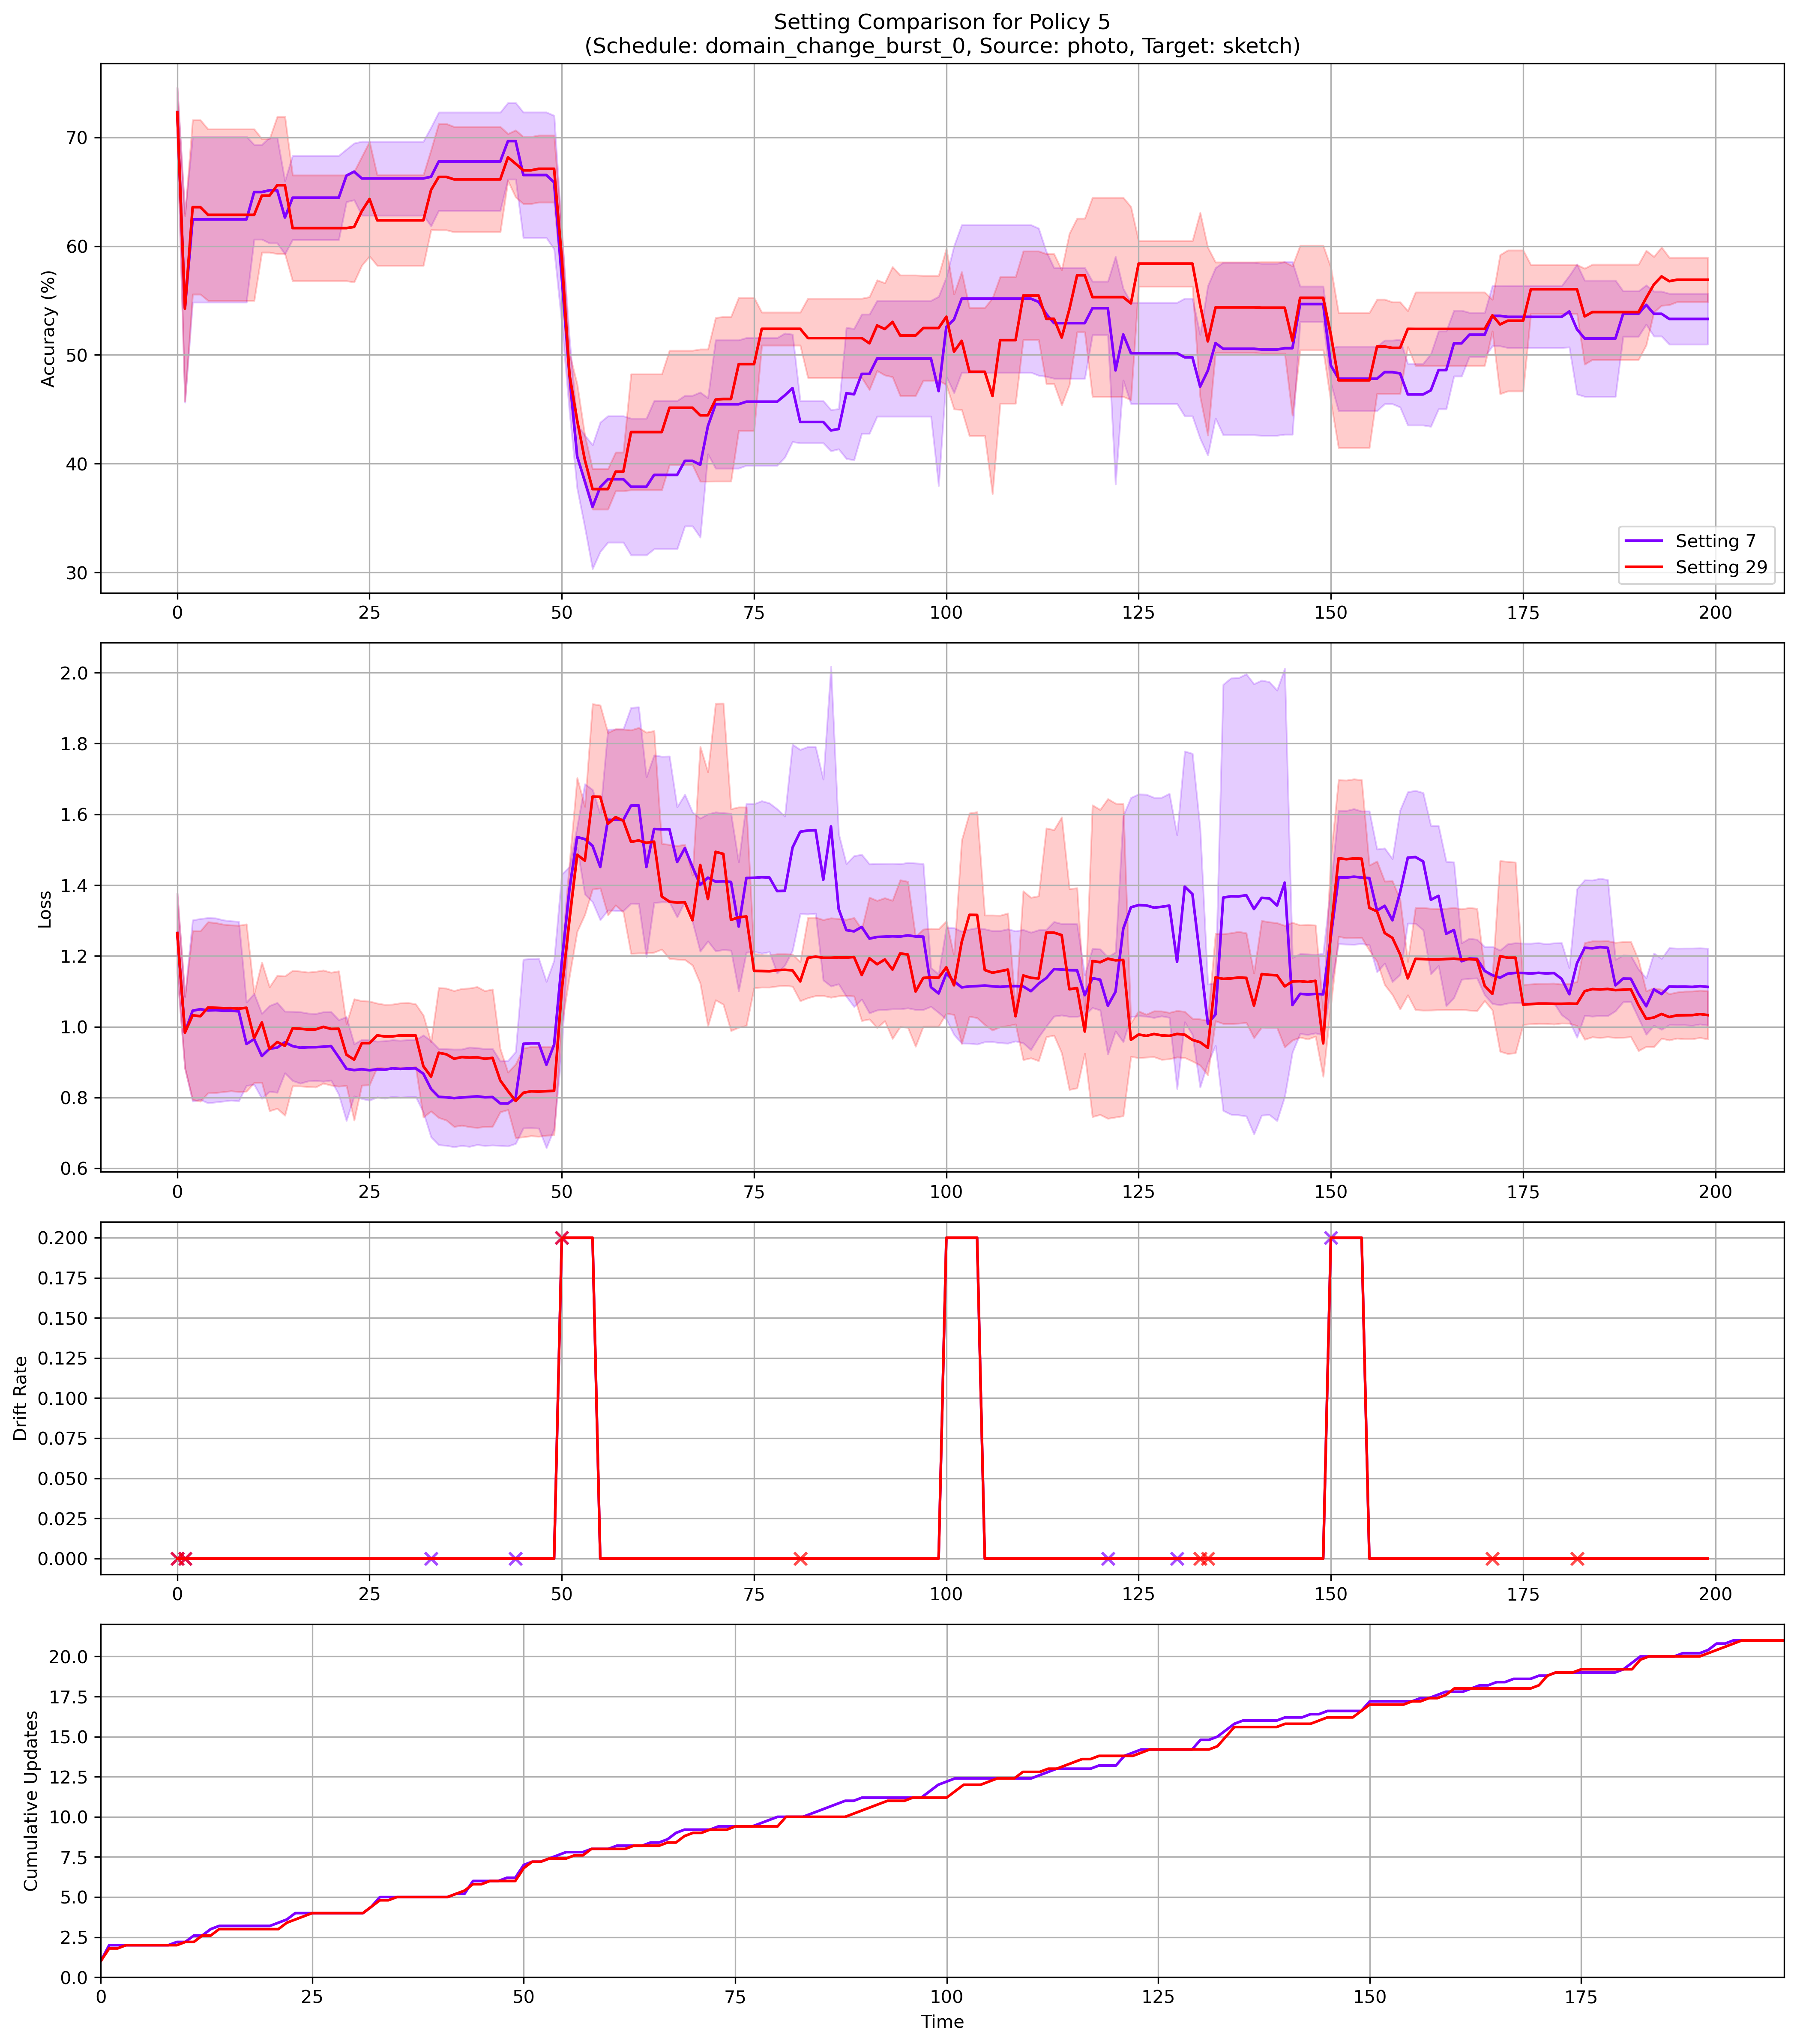 Setting Comparison for Policy 5
(Schedule: domain_change_burst_0, Source: photo, Target: sketch)
70
60
50
40
30
Accuracy (%)
Setting 7
Setting 29
0 25 50 75 100 125 150 175 200
2.0
1.8
1.6
1.4
1.2
1.0
0.8
0.6
Loss
0 25 50 75 100 125 150 175 200
0.200
0.175
0.150
0.125
0.100
0.075
0.050
0.025
0.000
Drift Rate
0 25 50 75 100 125 150 175 200
20.0
17.5
15.0
12.5
10.0
7.5
5.0
2.5
0.0
Cumulative Updates
0 25 50 75 100 125 150 175
Time